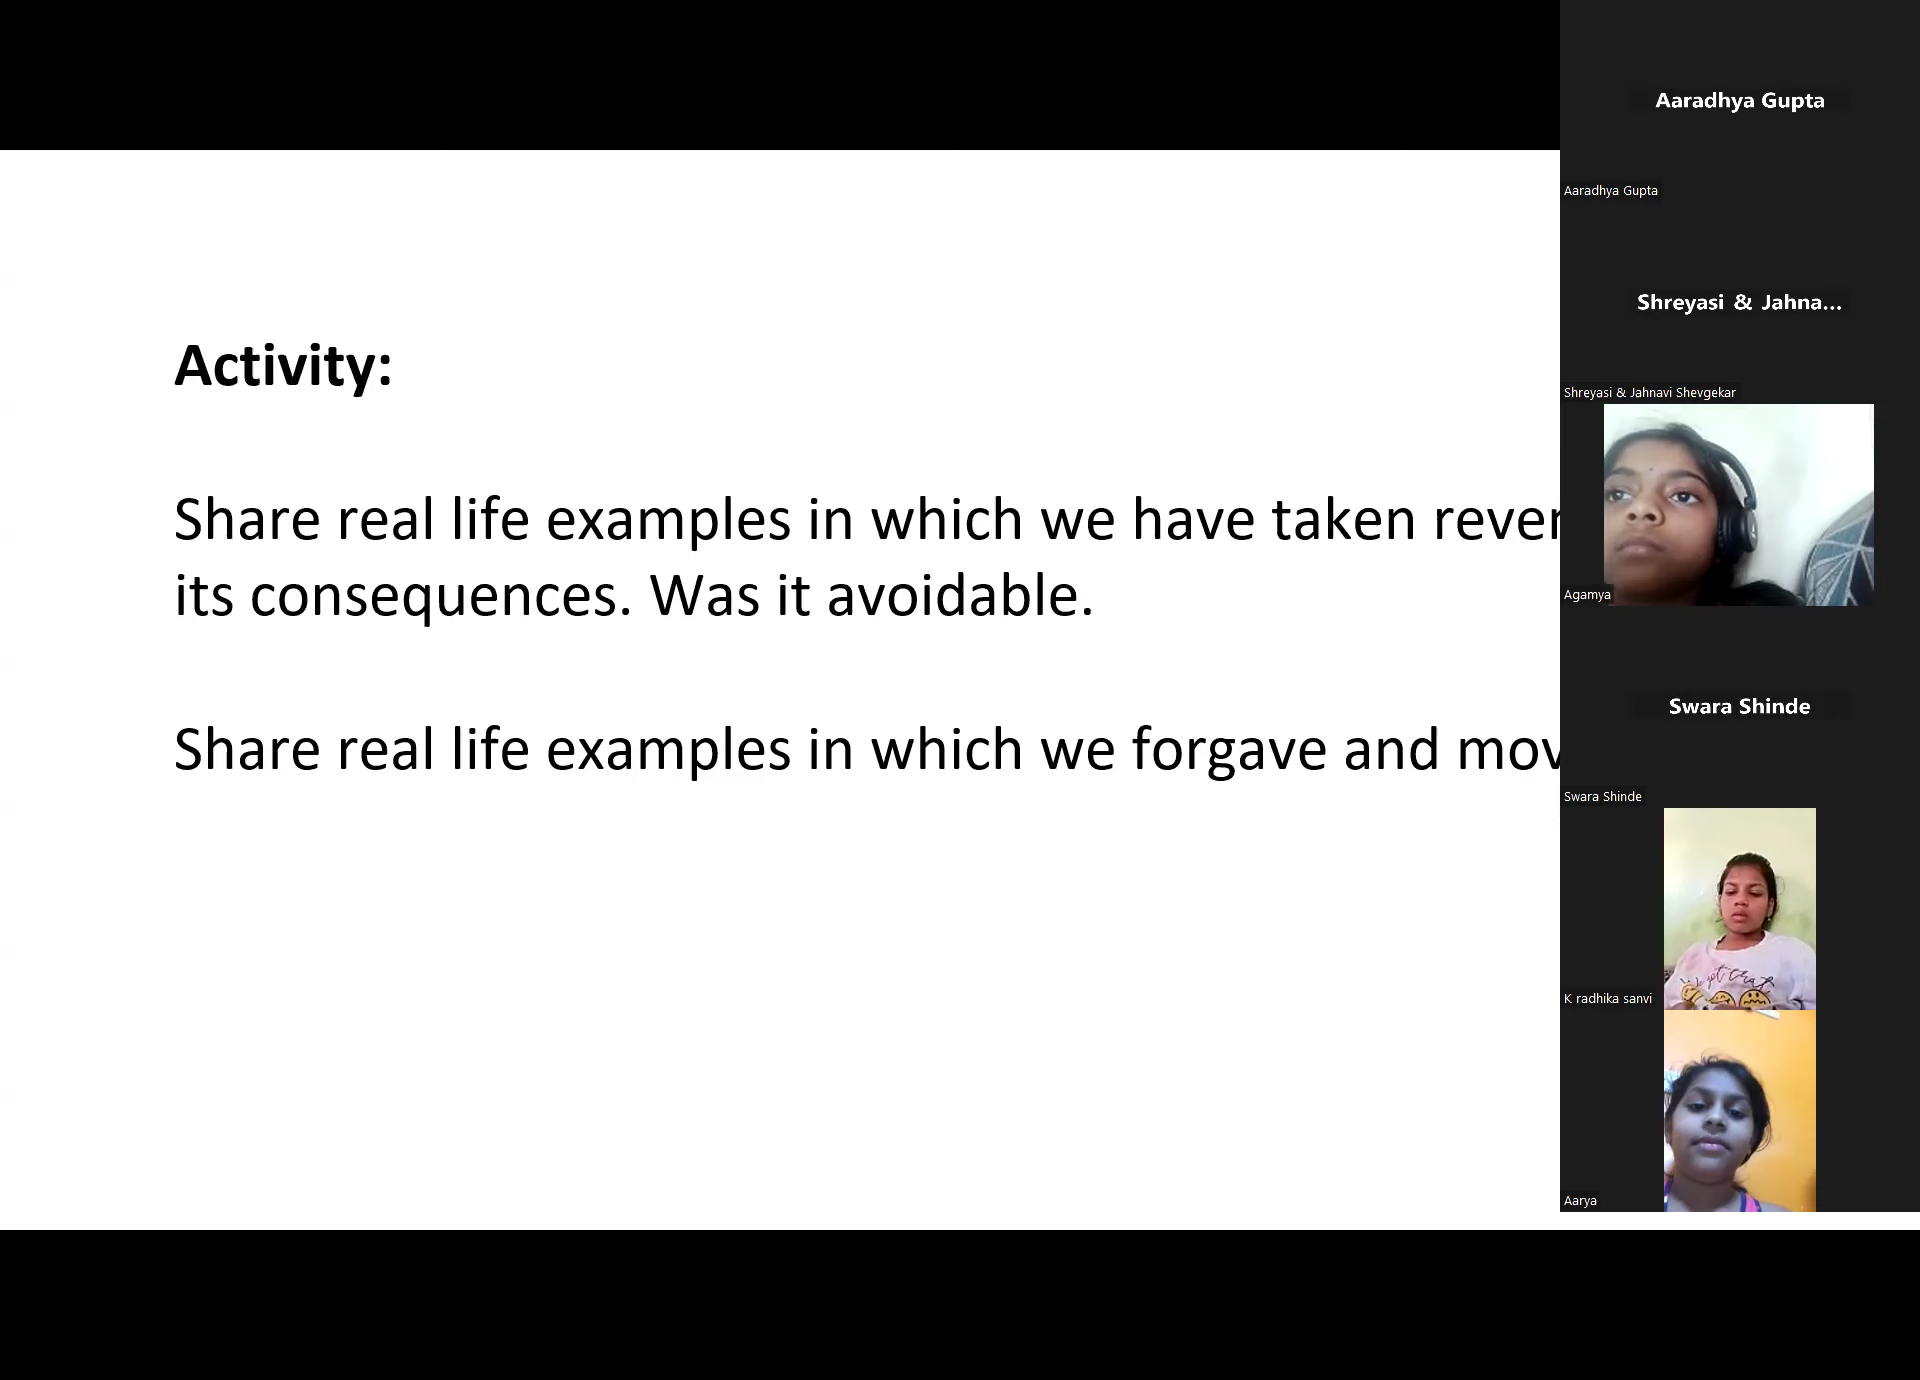 Activity:
Share real life examples in which we have taken rever
its consequences. Was it avoidable.
Share real life examples in which we forgave and mov
Aaradhya Gupta
Aaradhya Gupta
Shreyasi & Jahna...
Shreyasi & Jahnavi Shevgekar
Agamya
Swara Shinde
Swara Shinde
K radhika sanvi
Aarya